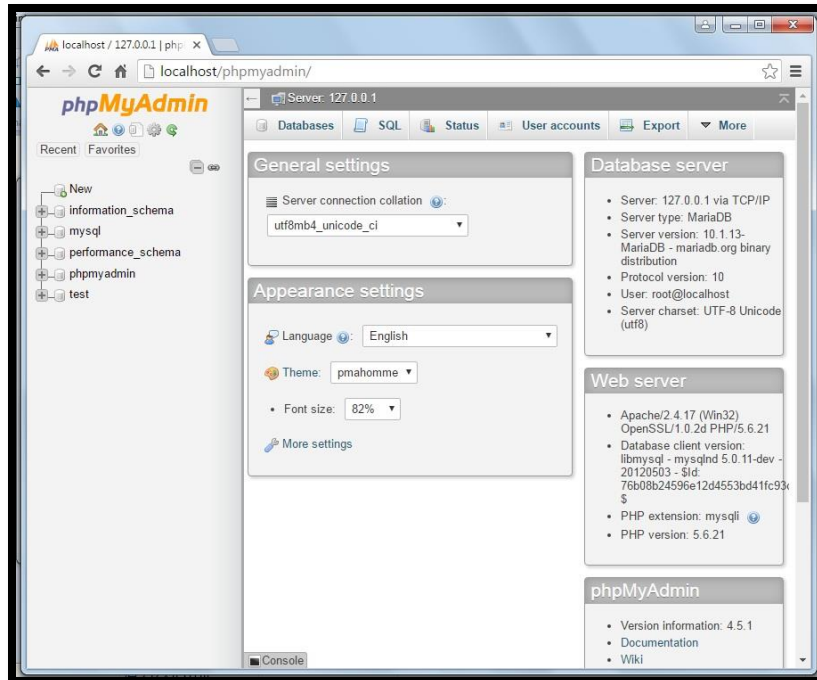 localhost / 127.0.0.1 | php
localhost/phpmyadmin/
phpMyAdmin
Recent Favorites
New
information_schema
mysql
performance_schema
phpmyadmin
test
Server: 127.0.0.1
Databases SQL Status User accounts Export More
General settings
Server connection collation :
utf8mb4_unicode_ci
Appearance settings
Language : English
Theme: pmahomme
• Font size: 82%
More settings
Console
Database server
• Server: 127.0.0.1 via TCP/IP
• Server type: MariaDB
• Server version: 10.1.13-
MariaDB - mariadb.org binary
distribution
• Protocol version: 10
• User: root@localhost
• Server charset: UTF-8 Unicode
(utf8)
Web server
• Apache/2.4.17 (Win32)
OpenSSL/1.0.2d PHP/5.6.21
• Database client version:
libmysql - mysqlnd 5.0.11-dev -
20120503 - $Id:
76b08b24596e12d4553bd41fc93
$
• PHP extension: mysqli
• PHP version: 5.6.21
phpMyAdmin
• Version information: 4.5.1
• Documentation
• Wiki